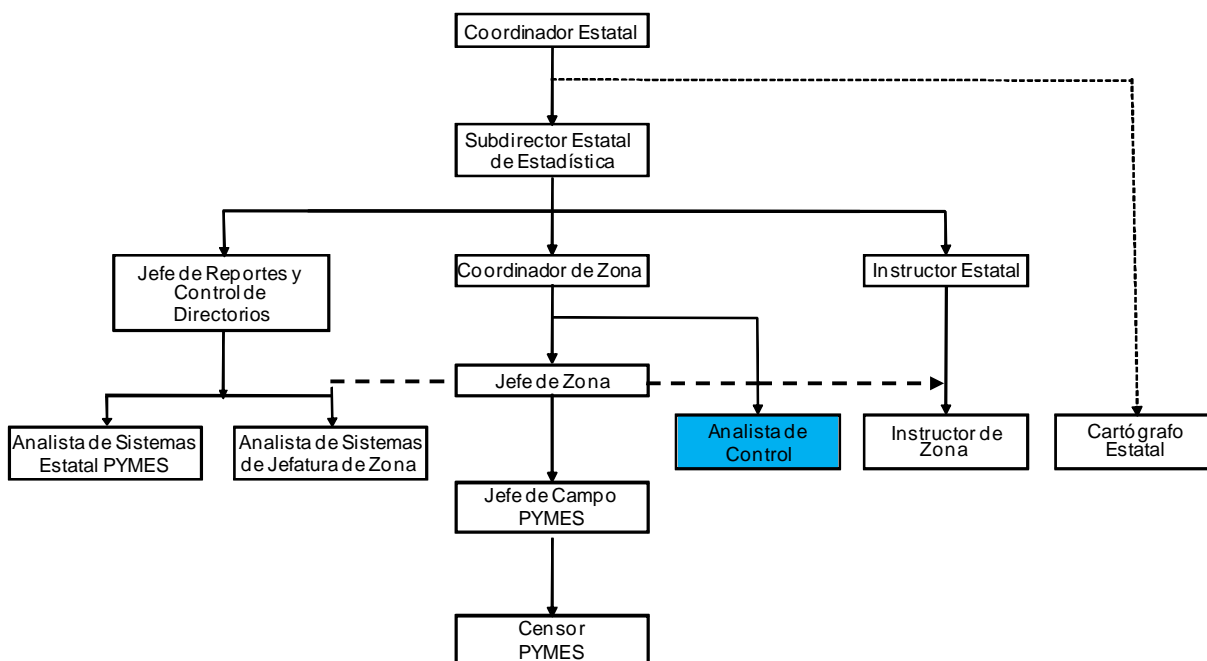 Coordinador Estatal
Subdirector Estatal
de Estadística
Jefe de Reportes y
Control de
Directorios
Coordinador de Zona
Instructor Estatal
Jefe de Zona
Analista de Sistemas
Estatal PYMES
Analista de Sistemas
de Jefatura de Zona
Analista de
Control
Instructor de
Zona
Cartógrafo
Estatal
Jefe de Campo
PYMES
Censor
PYMES